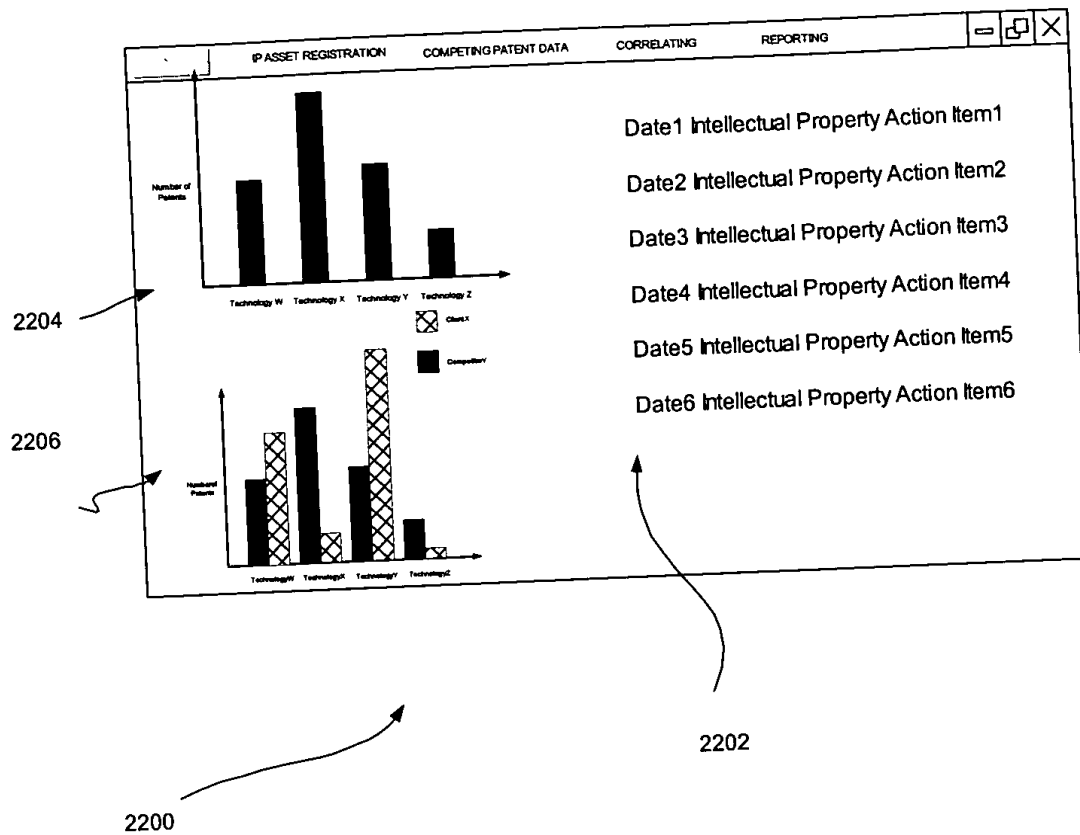 IP ASSET REGISTRATION COMPETING PATENT DATA CORRELATING REPORTING
Number of
Patents
Technology W Technology X Technology Y Technology Z
ClientX
CompetitorY
Numberof
Patents
TechnologyW TechnologyX TechnologyY TechnologyZ
Date1 Intellectual Property Action Item1
Date2 Intellectual Property Action Item2
Date3 Intellectual Property Action Item3
Date4 Intellectual Property Action Item4
Date5 Intellectual Property Action Item5
Date6 Intellectual Property Action Item6
2204
2206
2202
2200